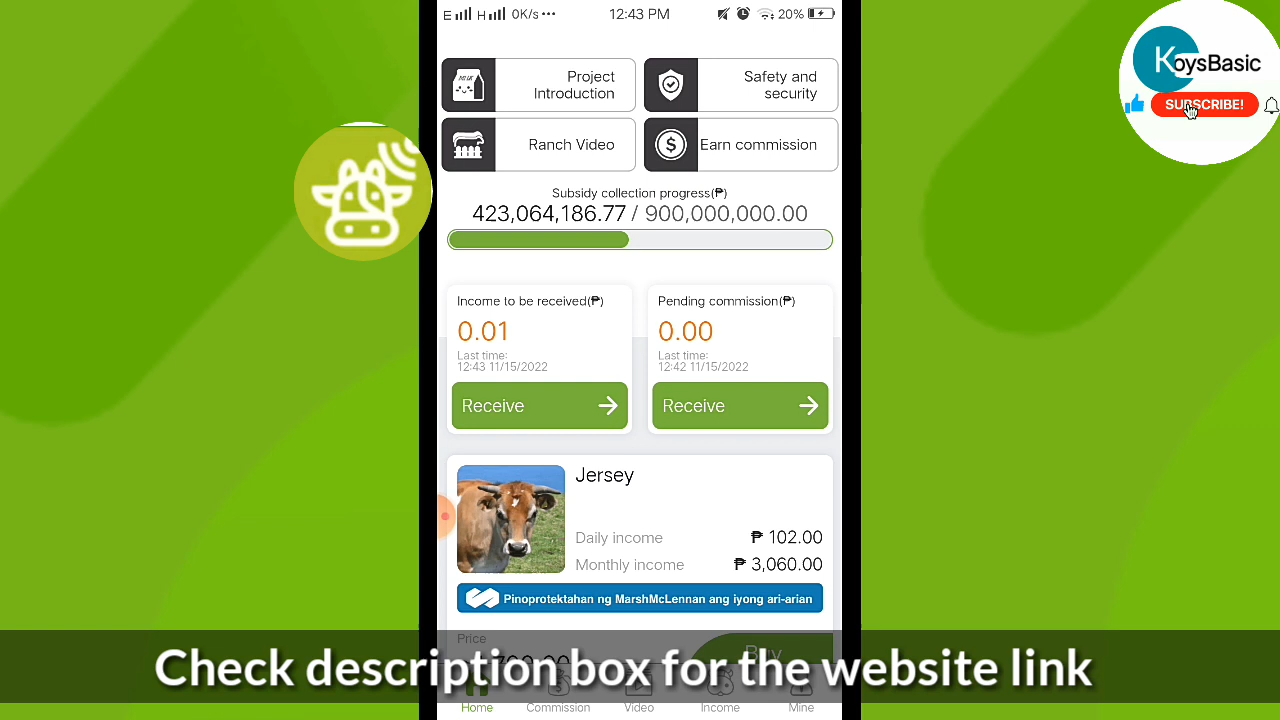 E H 0K/s ••• 12:43 PM 20%
KoysBasic
SUBSCRIBE!
MILK
Project
Introduction
Safety and
security
Ranch Video
Earn commission
Subsidy collection progress(₱)
423,064,186.77 / 900,000,000.00
Income to be received(₱)
0.01
Last time:
12:43 11/15/2022
Receive
Pending commission(₱)
0.00
Last time:
12:42 11/15/2022
Receive
Jersey
Daily income ₱ 102.00
Monthly income ₱ 3,060.00
Pinoprotektahan ng MarshMcLennan ang iyong ari-arian
Price
Buy
Check description box for the website link
Home Commission Video Income Mine